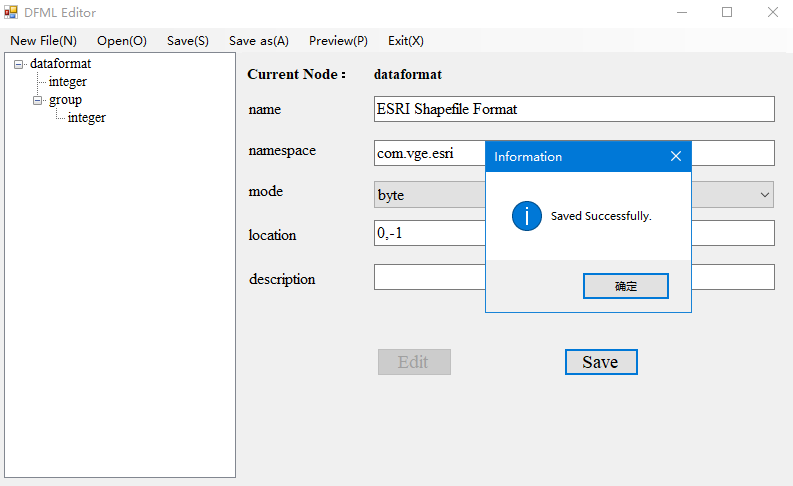 DFML Editor
New File(N) Open(O) Save(S) Save as(A) Preview(P) Exit(X)
dataformat
integer
group
integer
Current Node： dataformat
name ESRI Shapefile Format
namespace com.vge.esri
mode byte
location 0,-1
description
Information
Saved Successfully.
确定
Edit Save